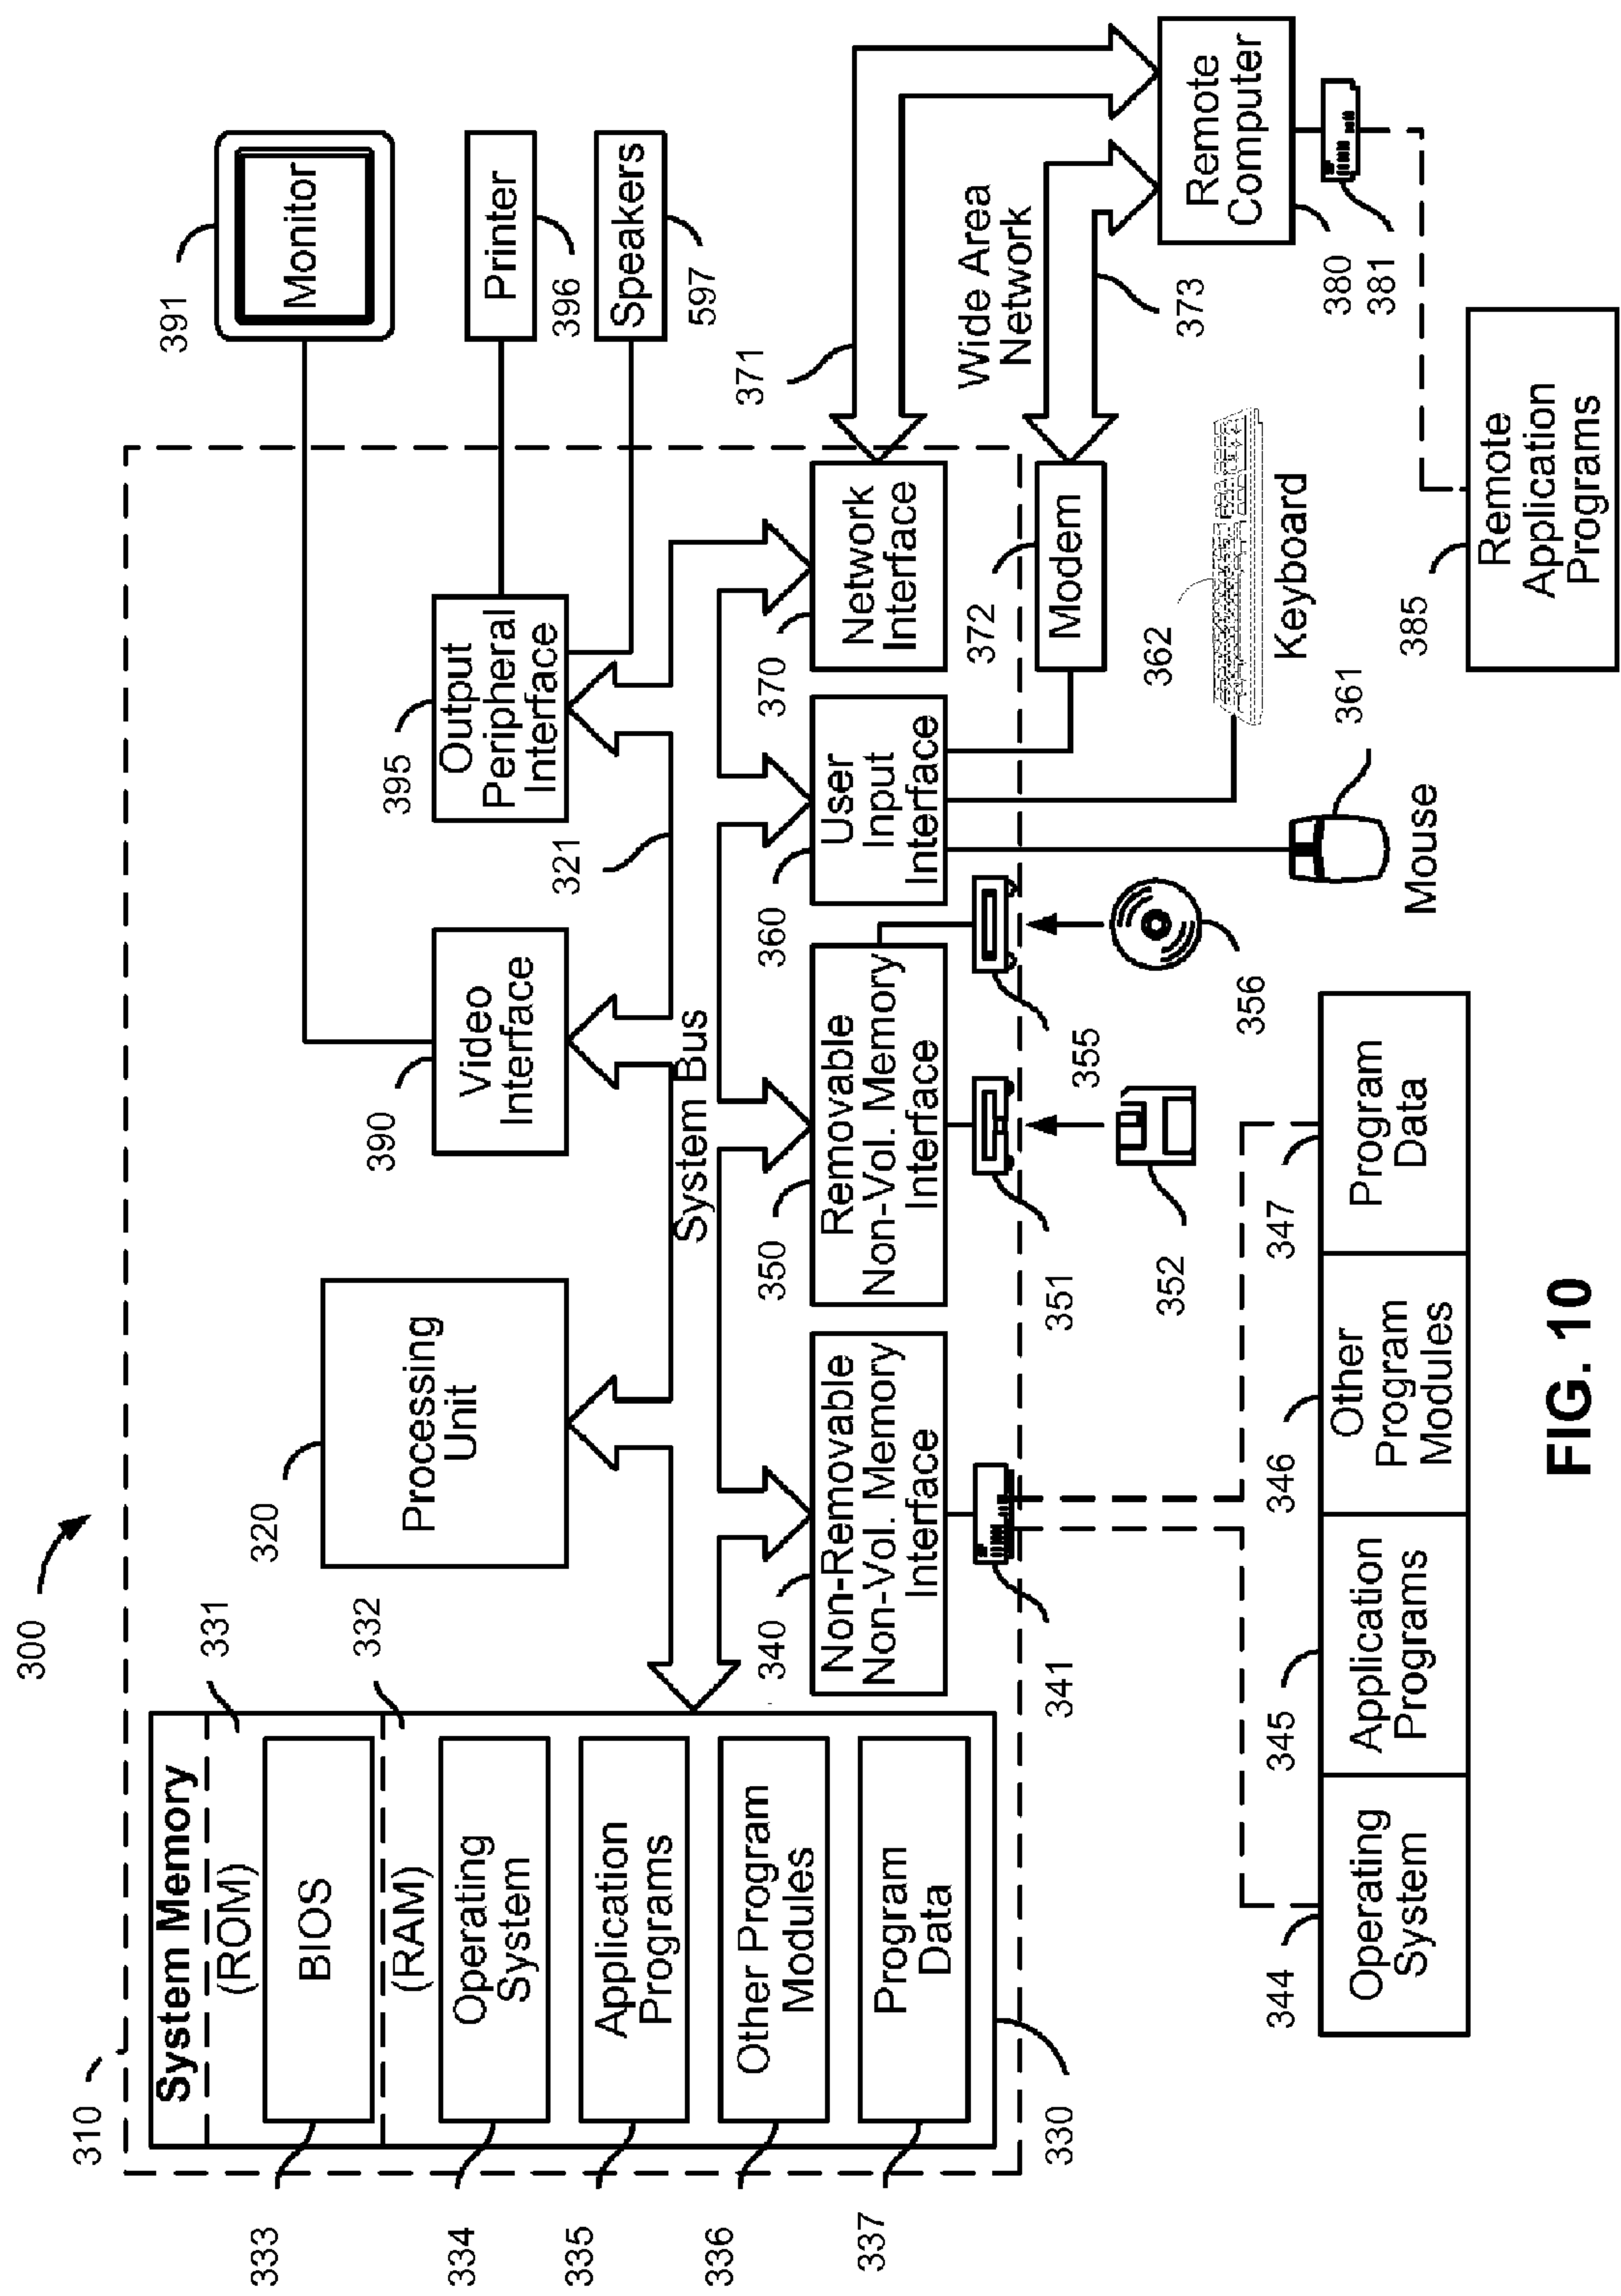 300
310
System Memory
(ROM)
331
BIOS
333
(RAM)
332
Operating
System
334
Application
Programs
335
Other Program
Modules
336
Program
Data
337
330
320
Processing
Unit
390
Video
Interface
395
Output
Peripheral
Interface
391
Monitor
Printer
396
Speakers
597
321
System Bus
340
Non-Removable
Non-Vol. Memory
Interface
350
Removable
Non-Vol. Memory
Interface
360
User
Input
Interface
370
Network
Interface
371
Wide Area
Network
372
Modem
373
Remote
Computer
380
381
341
351
352
355
356
361
Mouse
362
Keyboard
385
Remote
Application
Programs
344
Operating
System
345
Application
Programs
346
Other
Program
Modules
347
Program
Data
FIG. 10